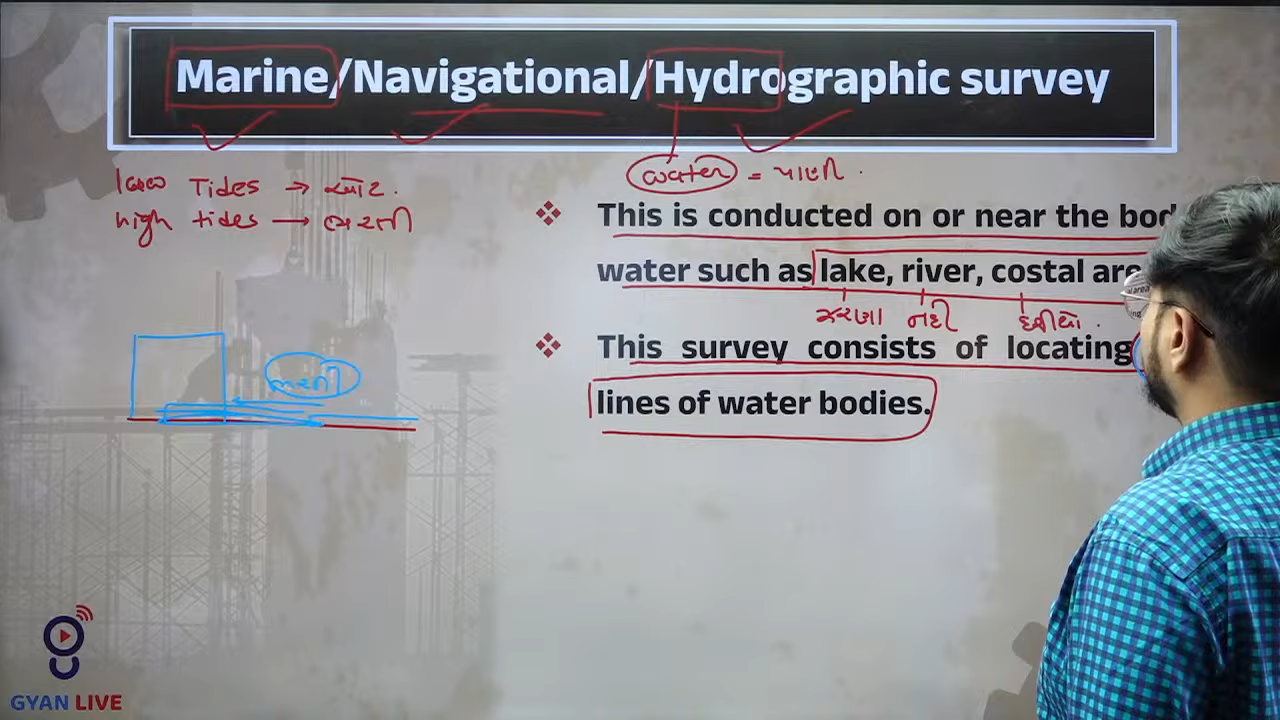 Marine/Navigational/Hydrographic survey
low Tides →
high tides → ભરતી
water = પાણી.
This is conducted on or near the bod
water such as lake, river, costal are
ઝરણા નદી દરીયો.
This survey consists of locating
lines of water bodies.
GYAN LIVE